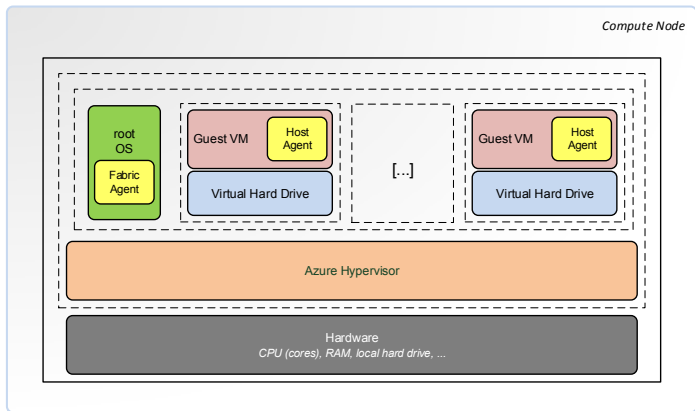 Compute Node
root
OS
Fabric
Agent
Guest VM
Host
Agent
Virtual Hard Drive
[...]
Guest VM
Host
Agent
Virtual Hard Drive
Azure Hypervisor
Hardware
CPU (cores), RAM, local hard drive, ...